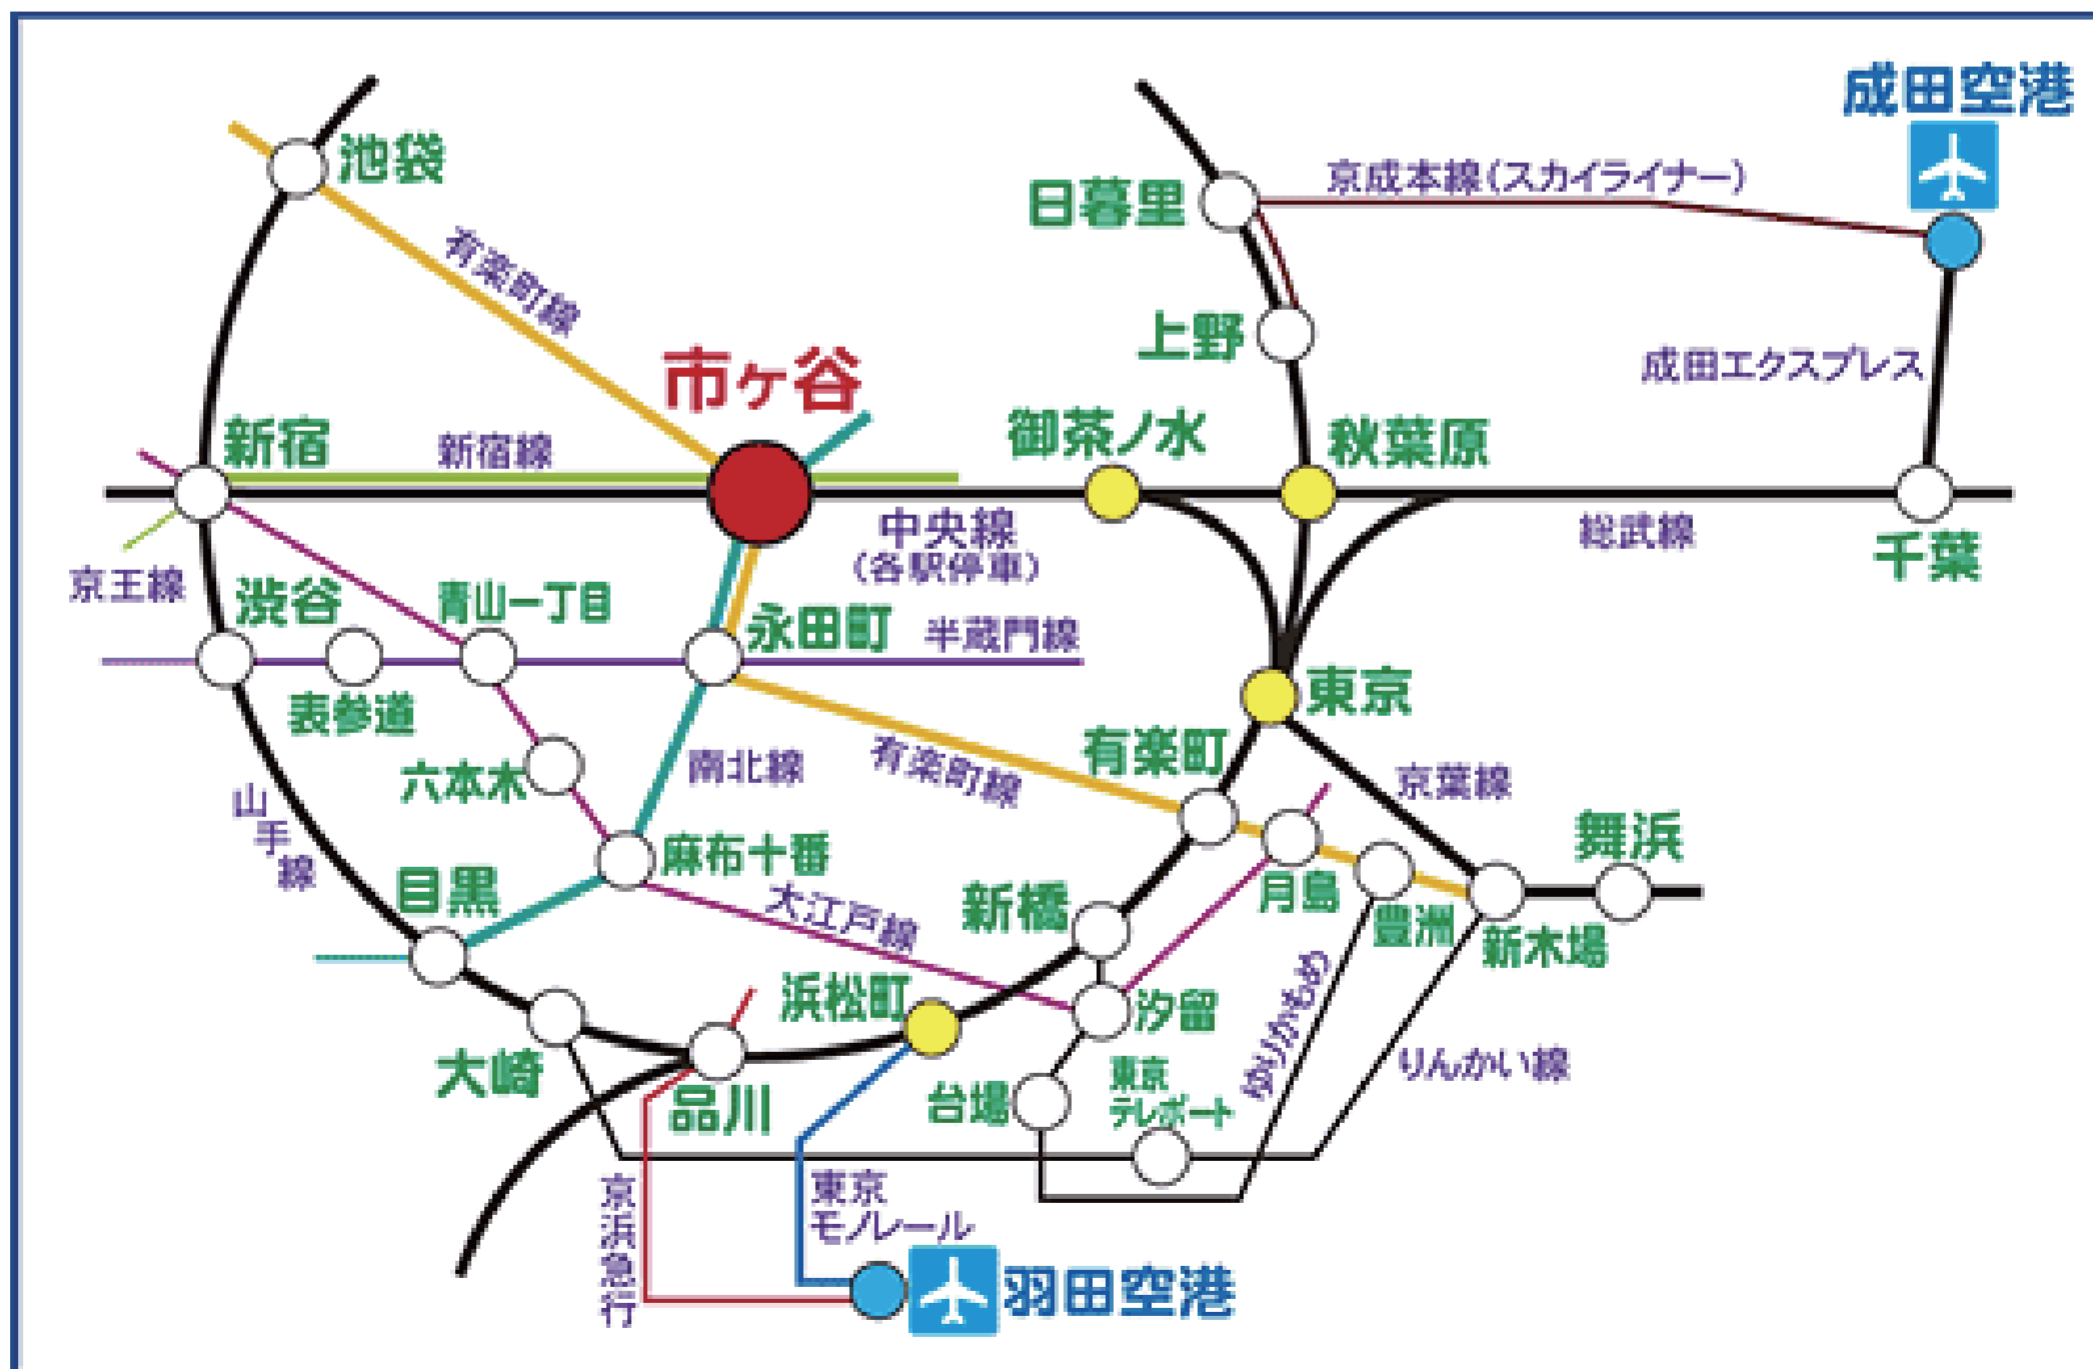 成田空港
池袋
京成本線(スカイライナー)
日暮里
有楽町線
上野
成田エクスプレス
市ヶ谷
新宿
新宿線
御茶ノ水
秋葉原
中央線
(各駅停車)
総武線
千葉
京王線
渋谷
青山一丁目
永田町
半蔵門線
表参道
東京
六本木
南北線
有楽町線
有楽町
京葉線
山手線
麻布十番
舞浜
目黒
大江戸線
新橋
月島
豊洲
新木場
浜松町
汐留
ゆりかもめ
大崎
品川
台場
東京
テレポート
りんかい線
京浜急行
東京
モノレール
羽田空港